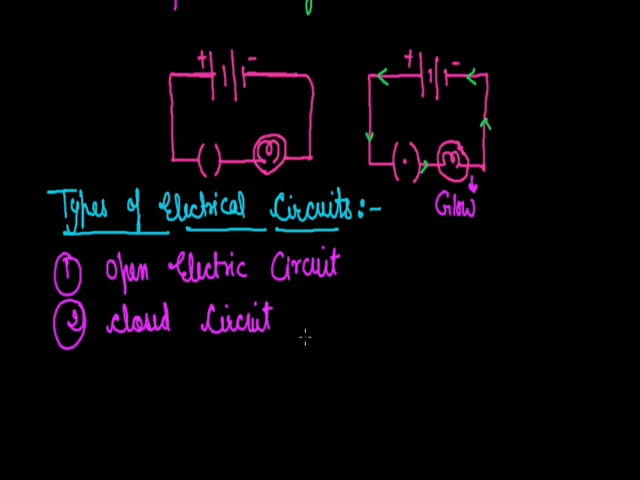 + -
+ -
Glow
Types of Electrical Circuits:-
1 Open Electric Circuit
2 Closed Circuit